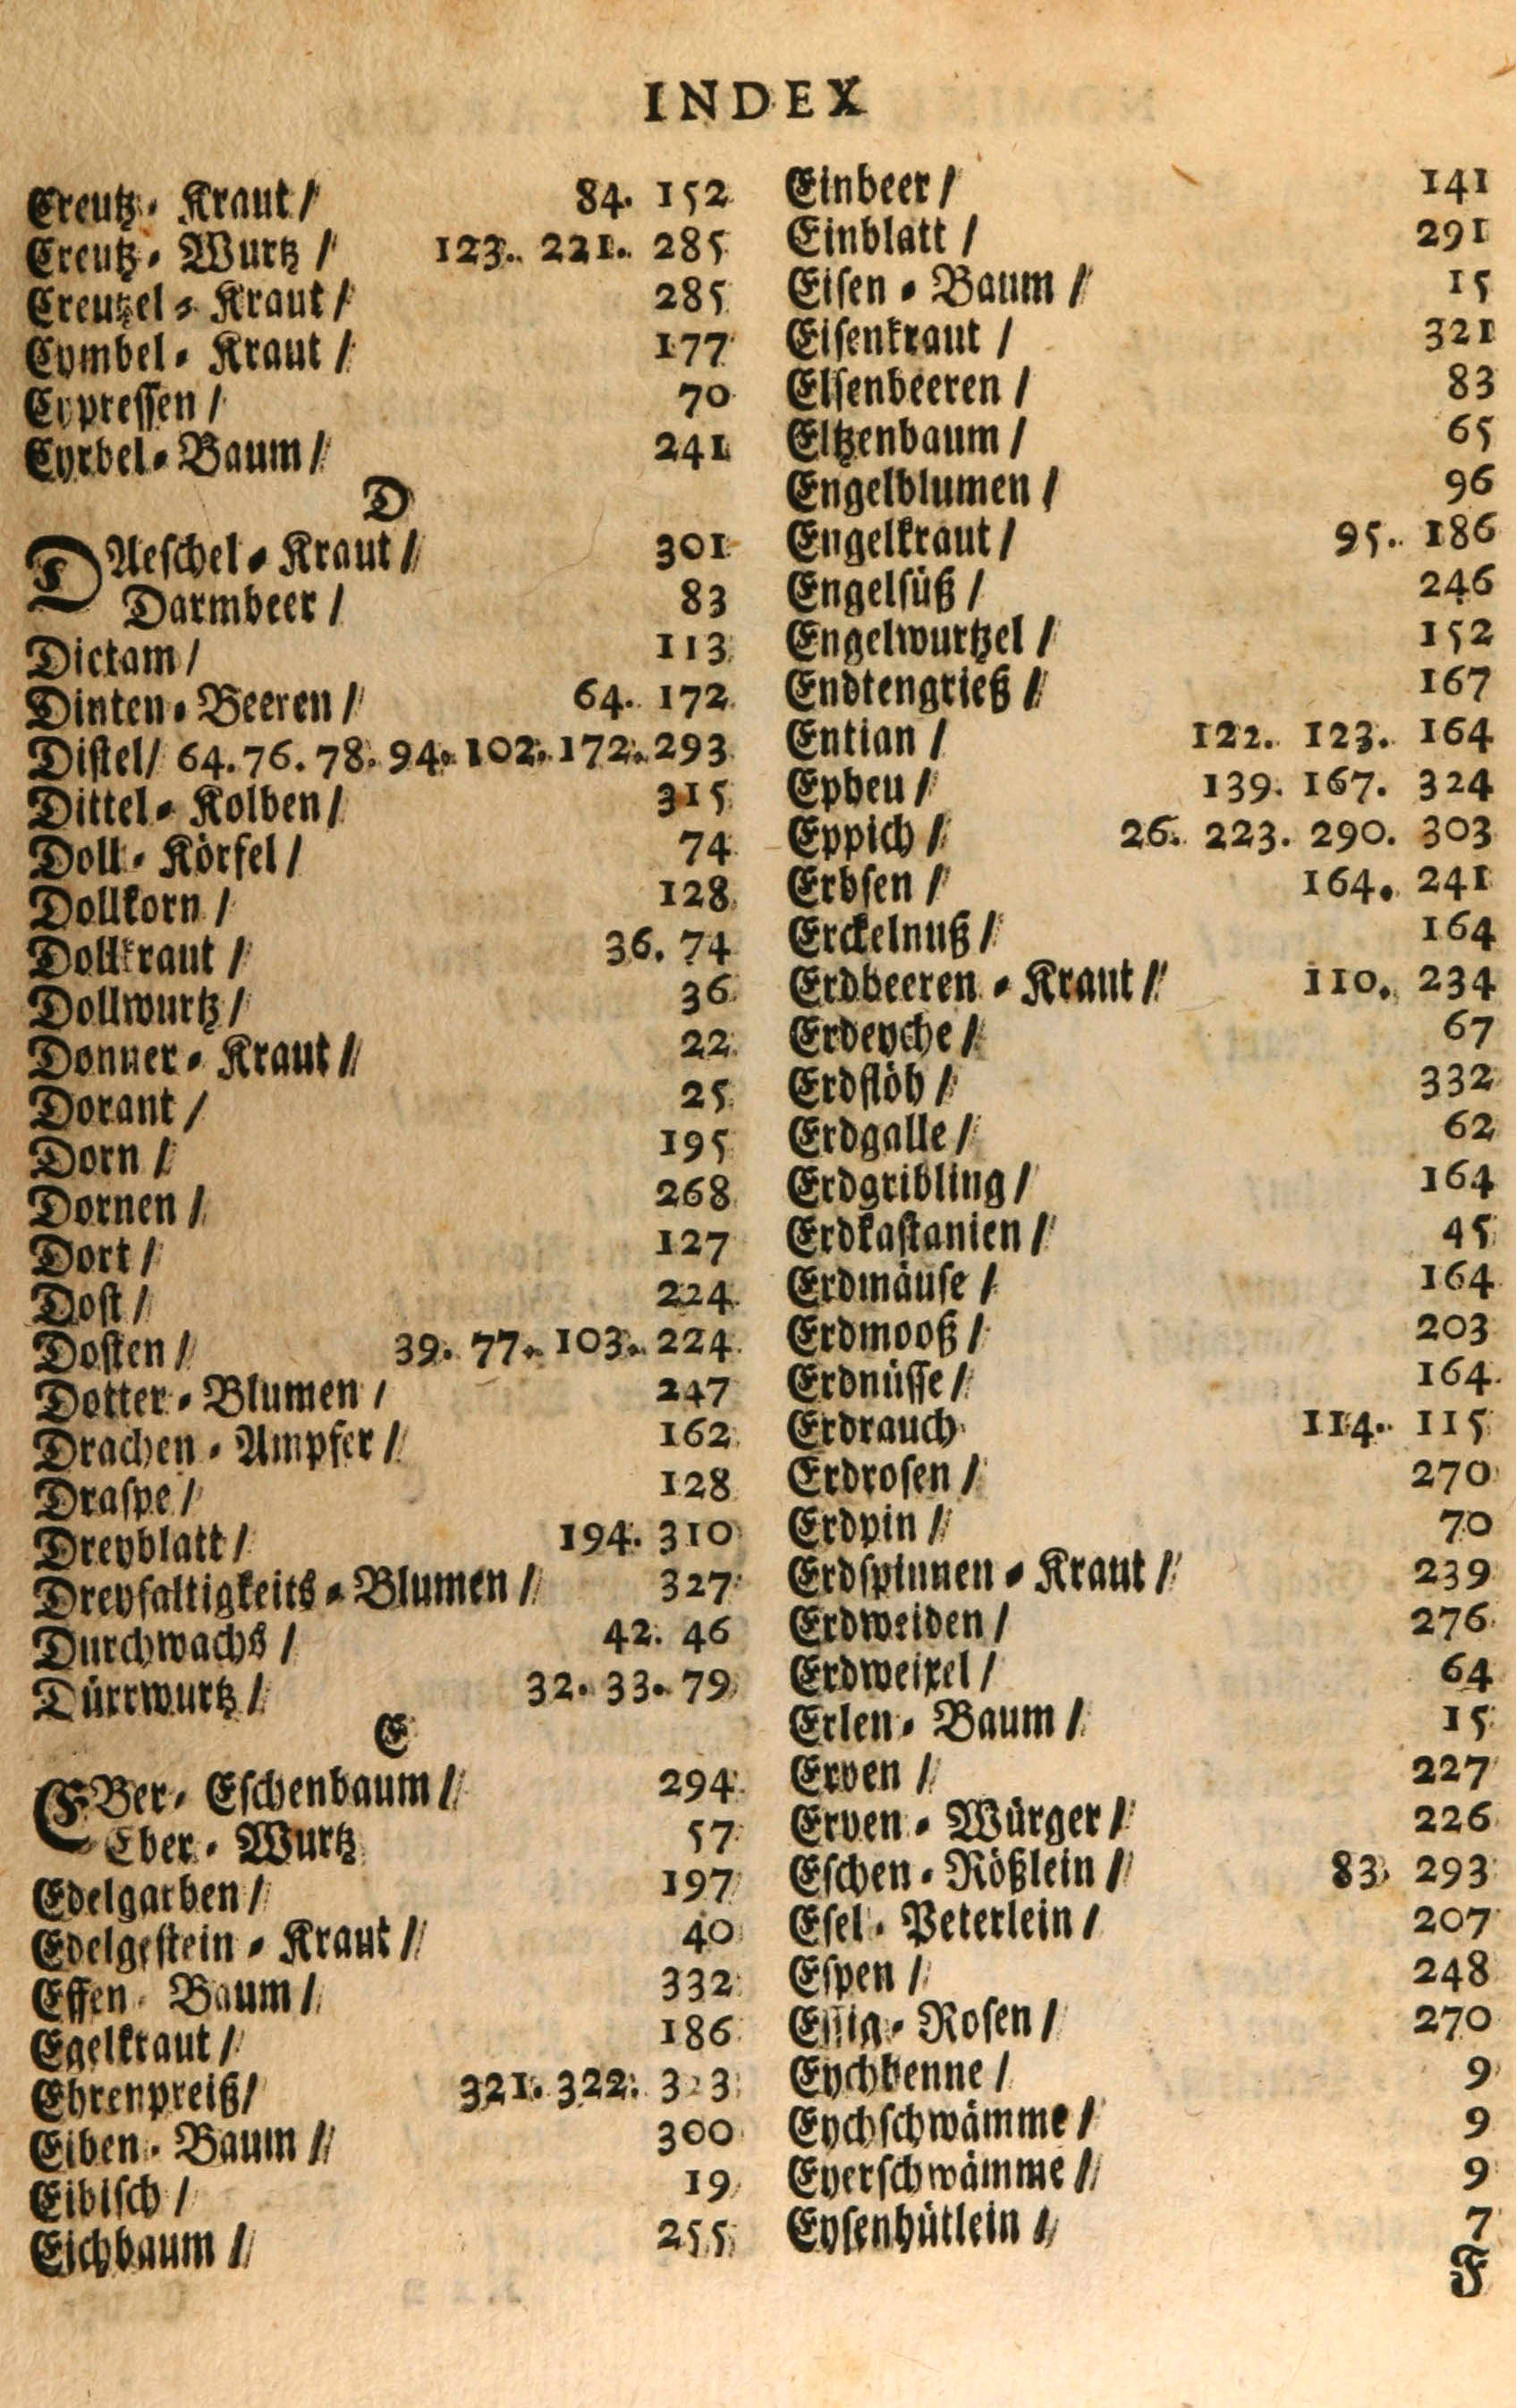 INDEX
Creutz-Kraut/ 84. 152
Creutz-Wurtz/ 123. 221. 285
Creutzel-Kraut/ 285
Cymbel-Kraut/ 177
Cypressen/ 70
Cyrbel-Baum/ 241
D
DAeschel-Kraut/ 301
Darmbeer/ 83
Dictam/ 113
Dinten-Beeren/ 64. 172
Distel/ 64. 76. 78. 94. 102. 172. 293
Dittel-Kolben/ 315
Doll-Körfel/ 74
Dollkorn/ 128
Dollkraut/ 36. 74
Dollwurtz/ 36
Donner-Kraut/ 22
Dorant/ 25
Dorn/ 195
Dornen/ 268
Dort/ 127
Dost/ 224
Dosten/ 39. 77. 103. 224
Dotter-Blumen/ 247
Drachen-Ampfer/ 162
Draspe/ 128
Dreyblatt/ 194. 310
Dreyfaltigkeits-Blumen/ 327
Durchwachs/ 42. 46
Dürrwurtz/ 32. 33. 79
E
EBer-Eschenbaum/ 294
Eber-Wurtz 57
Edelgarben/ 197
Edelgestein-Kraut/ 40
Effen-Baum/ 332
Egelkraut/ 186
Ehrenpreiß/ 321. 322. 323
Eiben-Baum/ 300
Eibisch/ 19
Eichbaum/ 255
Einbeer/ 141
Einblatt/ 291
Eisen-Baum/ 15
Eisenkraut/ 321
Elsenbeeren/ 83
Eltzenbaum/ 65
Engelblumen/ 96
Engelkraut/ 95. 186
Engelsüß/ 246
Engelwurtzel/ 152
Endtengrieß/ 167
Entian/ 122. 123. 164
Epheu/ 139. 167. 324
Eppich/ 26. 223. 290. 303
Erbsen/ 164. 241
Erckelnuß/ 164
Erdbeeren-Kraut/ 110. 234
Erdeyche/ 67
Erdflöh/ 332
Erdgalle/ 62
Erdgribling/ 164
Erdkastanien/ 45
Erdmäuse/ 164
Erdmooß/ 203
Erdnüsse/ 164
Erdrauch 114. 115
Erdrosen/ 270
Erdpin/ 70
Erdspinnen-Kraut/ 239
Erdweiden/ 276
Erdweixel/ 64
Erlen-Baum/ 15
Erven/ 227
Erven-Würger/ 226
Eschen-Rößlein/ 83. 293
Esel-Peterlein/ 207
Espen/ 248
Essig-Rosen/ 270
Eychhenne/ 9
Eychschwämme/ 9
Eyerschwämme/ 9
Eysenhütlein/ 7
F